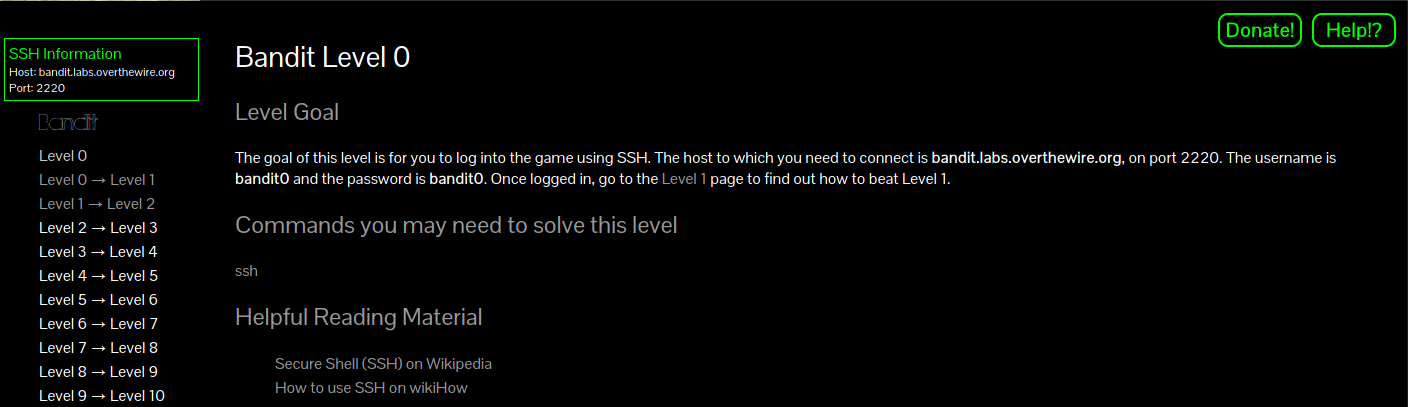 Donate!
Help!?
SSH Information
Host: bandit.labs.overthewire.org
Port: 2220
Bandit
Level 0
Level 0 → Level 1
Level 1 → Level 2
Level 2 → Level 3
Level 3 → Level 4
Level 4 → Level 5
Level 5 → Level 6
Level 6 → Level 7
Level 7 → Level 8
Level 8 → Level 9
Level 9 → Level 10
Bandit Level 0
Level Goal
The goal of this level is for you to log into the game using SSH. The host to which you need to connect is bandit.labs.overthewire.org, on port 2220. The username is
bandit0 and the password is bandit0. Once logged in, go to the Level 1 page to find out how to beat Level 1.
Commands you may need to solve this level
ssh
Helpful Reading Material
Secure Shell (SSH) on Wikipedia
How to use SSH on wikiHow